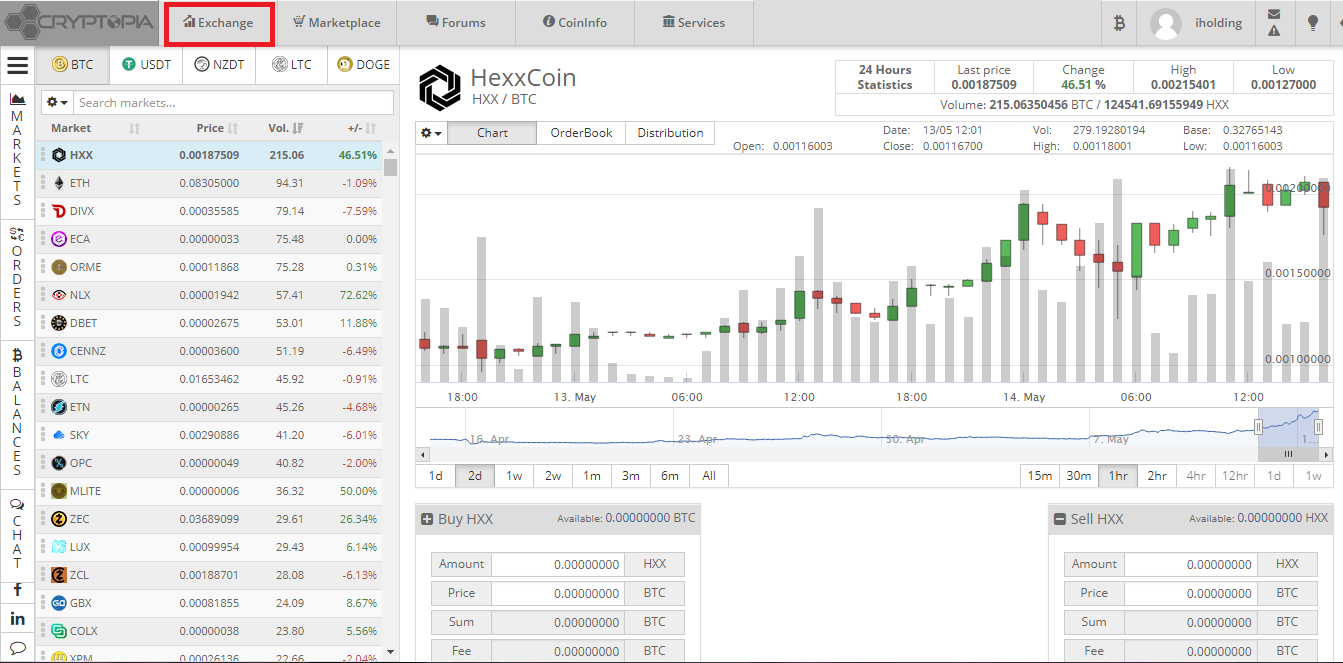 CRYPTOPIA Exchange Marketplace Forums CoinInfo Services iholding
BTC USDT NZDT LTC DOGE
Search markets...
Market Price Vol. +/-
HXX 0.00187509 215.06 46.51%
ETH 0.08305000 94.31 -1.09%
DIVX 0.00035585 79.14 -7.59%
ECA 0.00000033 75.48 0.00%
ORME 0.00011868 75.28 0.31%
NLX 0.00001942 57.41 72.62%
DBET 0.00002675 53.01 11.88%
CENNZ 0.00003600 51.19 -6.49%
LTC 0.01653462 45.92 -0.91%
ETN 0.00000265 45.26 -4.68%
SKY 0.00290886 41.20 -6.01%
OPC 0.00000049 40.82 -2.00%
MLITE 0.00000006 36.32 50.00%
ZEC 0.03689099 29.61 26.34%
LUX 0.00099954 29.43 6.14%
ZCL 0.00188701 28.08 -6.13%
GBX 0.00081855 24.09 8.67%
COLX 0.00000038 23.80 5.56%
XPM 0.00026136 22.66 -2.04%
MARKETS
ORDERS
BALANCES
CHAT
HexxCoin
HXX / BTC
24 Hours Last price Change High Low
Statistics 0.00187509 46.51 % 0.00215401 0.00127000
Volume: 215.06350456 BTC / 124541.69155949 HXX
Chart OrderBook Distribution
Date: 13/05 12:01 Vol: 279.19280194 Base: 0.32765143
Open: 0.00116003 Close: 0.00116700 High: 0.00118001 Low: 0.00116003
0.00200000
0.00150000
0.00100000
18:00 13. May 06:00 12:00 18:00 14. May 06:00 12:00
16. Apr 23. Apr 30. Apr 7. May 1...
1d 2d 1w 2w 1m 3m 6m All 15m 30m 1hr 2hr 4hr 12hr 1d 1w
Buy HXX Available: 0.00000000 BTC
Amount 0.00000000 HXX
Price 0.00000000 BTC
Sum 0.00000000 BTC
Fee 0.00000000 BTC
Sell HXX Available: 0.00000000 HXX
Amount 0.00000000 HXX
Price 0.00000000 BTC
Sum 0.00000000 BTC
Fee 0.00000000 BTC